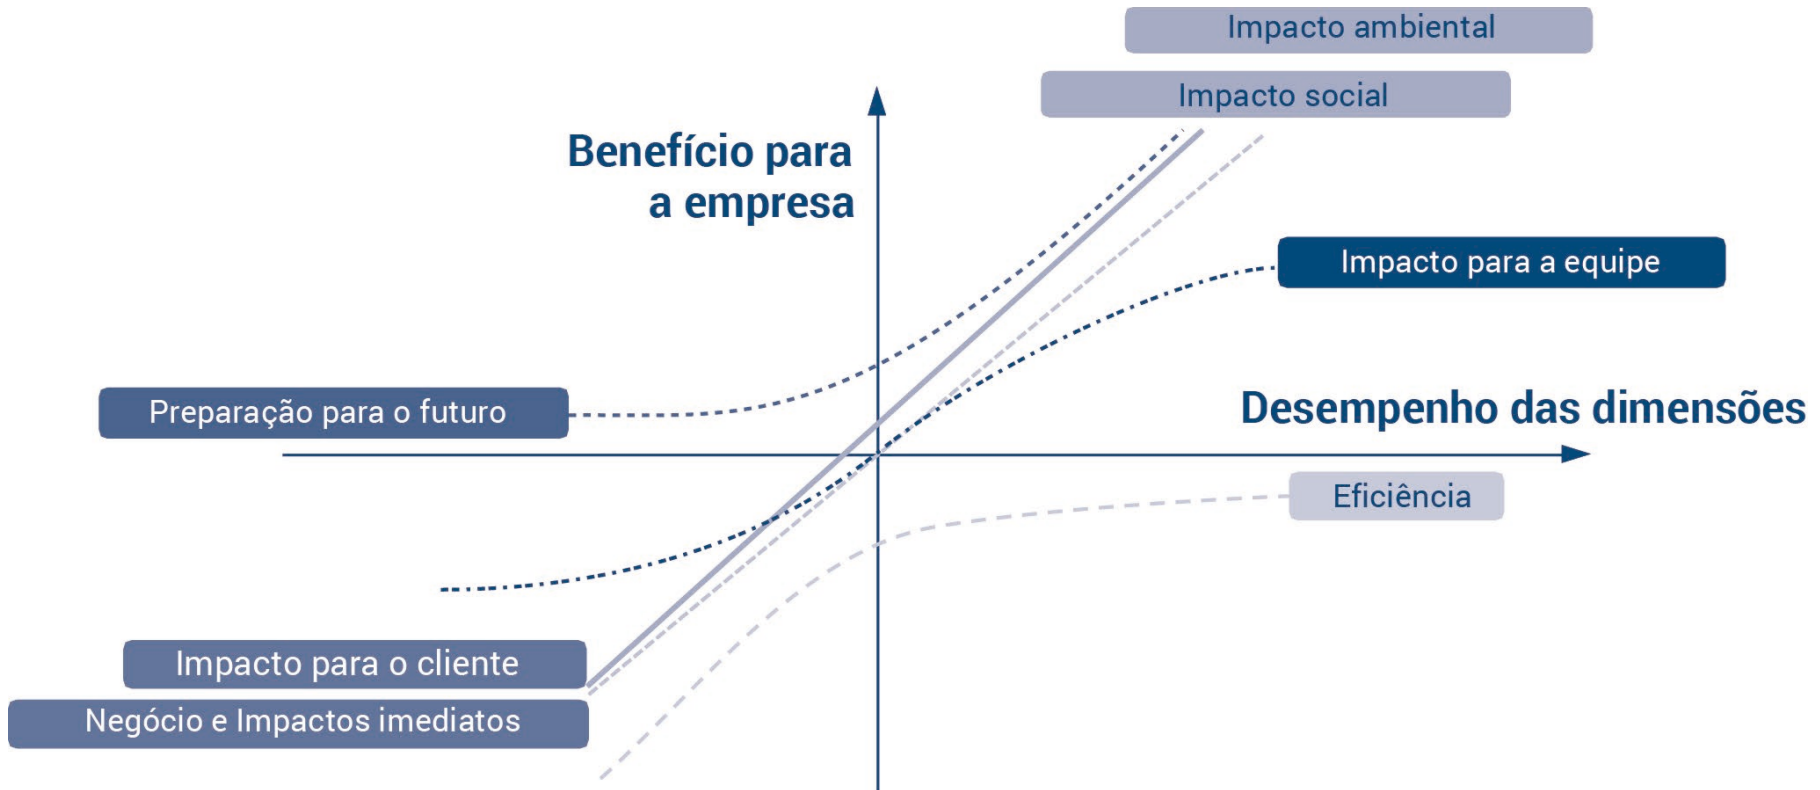 Impacto ambiental
Impacto social
Benefício para
a empresa
Impacto para a equipe
Preparação para o futuro
Desempenho das dimensões
Eficiência
Impacto para o cliente
Negócio e Impactos imediatos